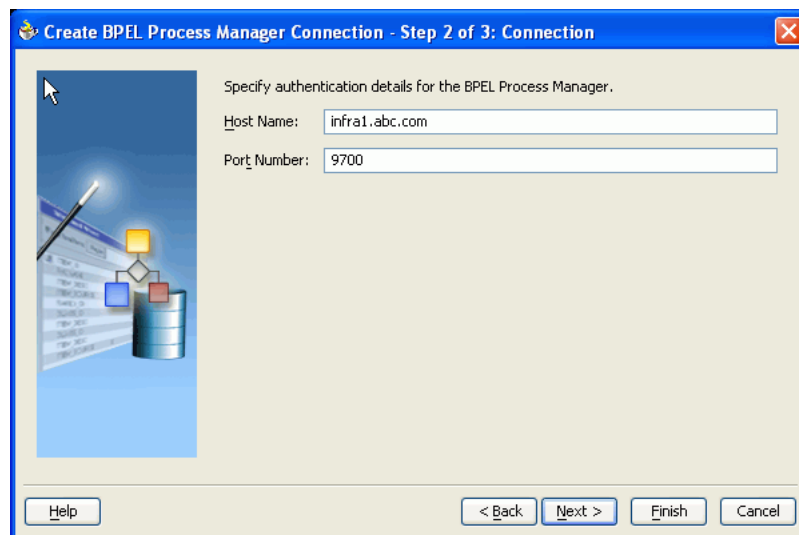 Create BPEL Process Manager Connection - Step 2 of 3: Connection
Specify authentication details for the BPEL Process Manager.
Host Name: infra1.abc.com
Port Number: 9700
Help < Back Next > Finish Cancel